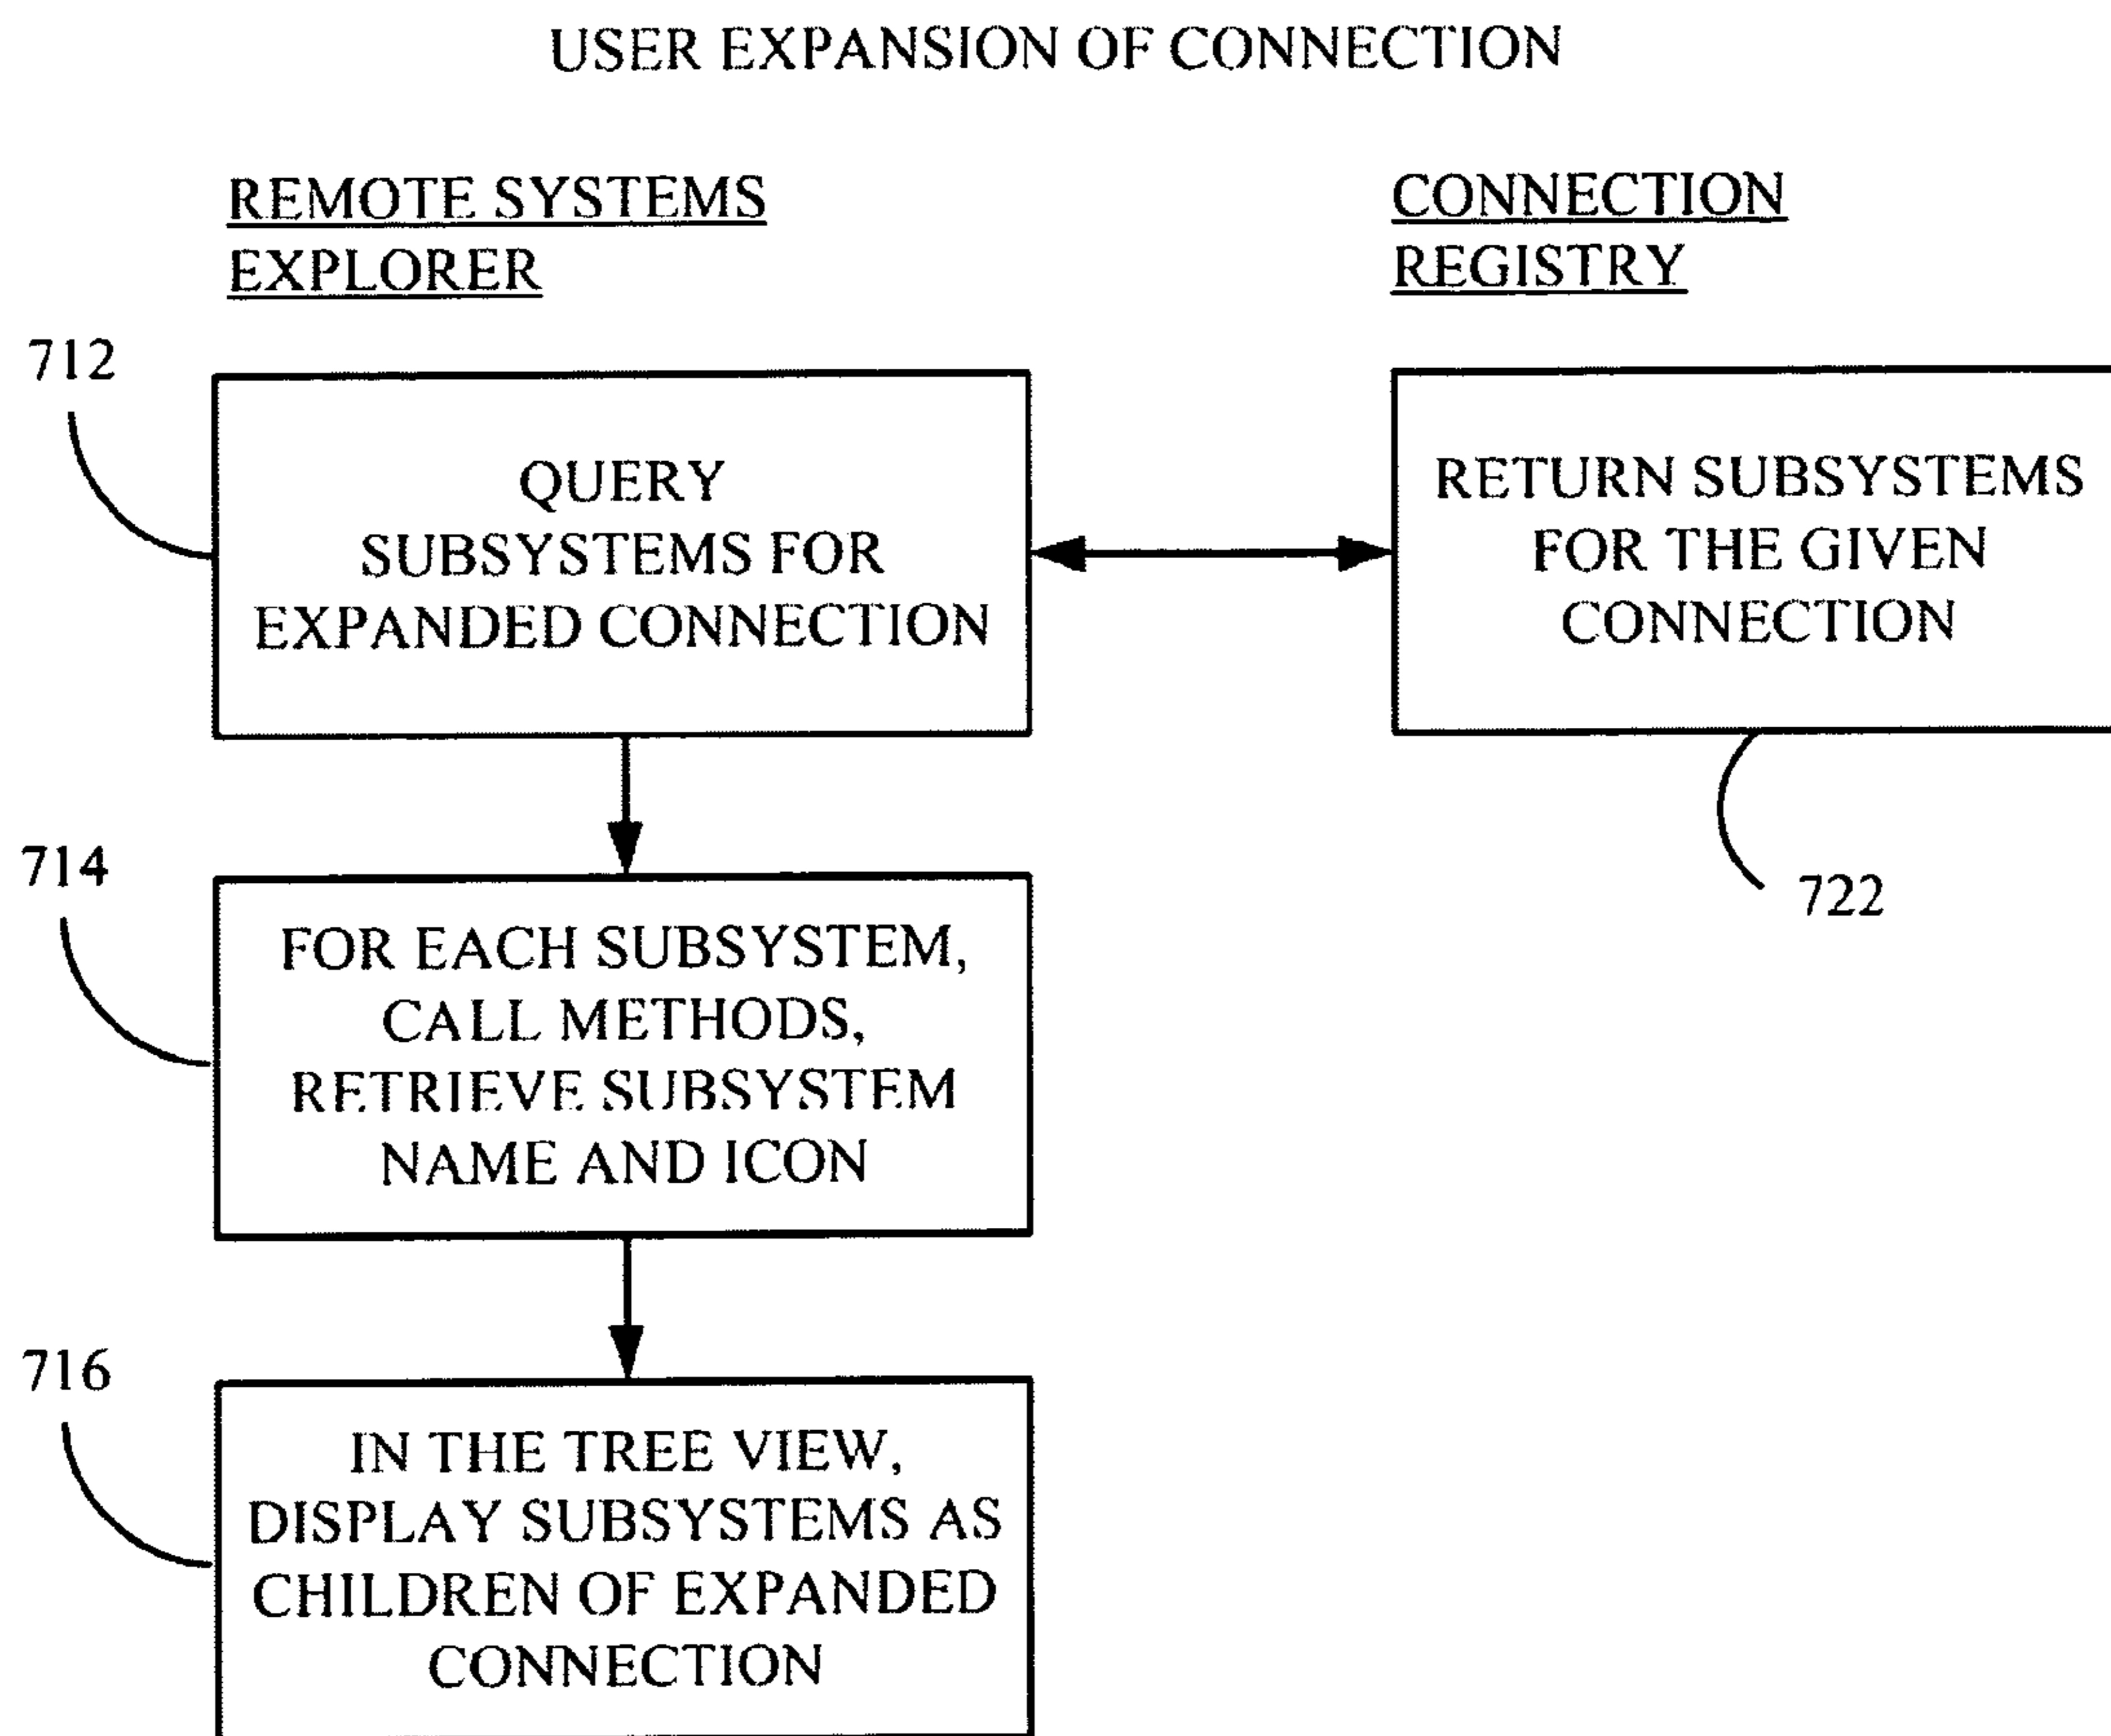 USER EXPANSION OF CONNECTION
REMOTE SYSTEMS
EXPLORER
CONNECTION
REGISTRY
712
QUERY
SUBSYSTEMS FOR
EXPANDED CONNECTION
RETURN SUBSYSTEMS
FOR THE GIVEN
CONNECTION
722
714
FOR EACH SUBSYSTEM,
CALL METHODS,
RETRIEVE SUBSYSTEM
NAME AND ICON
716
IN THE TREE VIEW,
DISPLAY SUBSYSTEMS AS
CHILDREN OF EXPANDED
CONNECTION